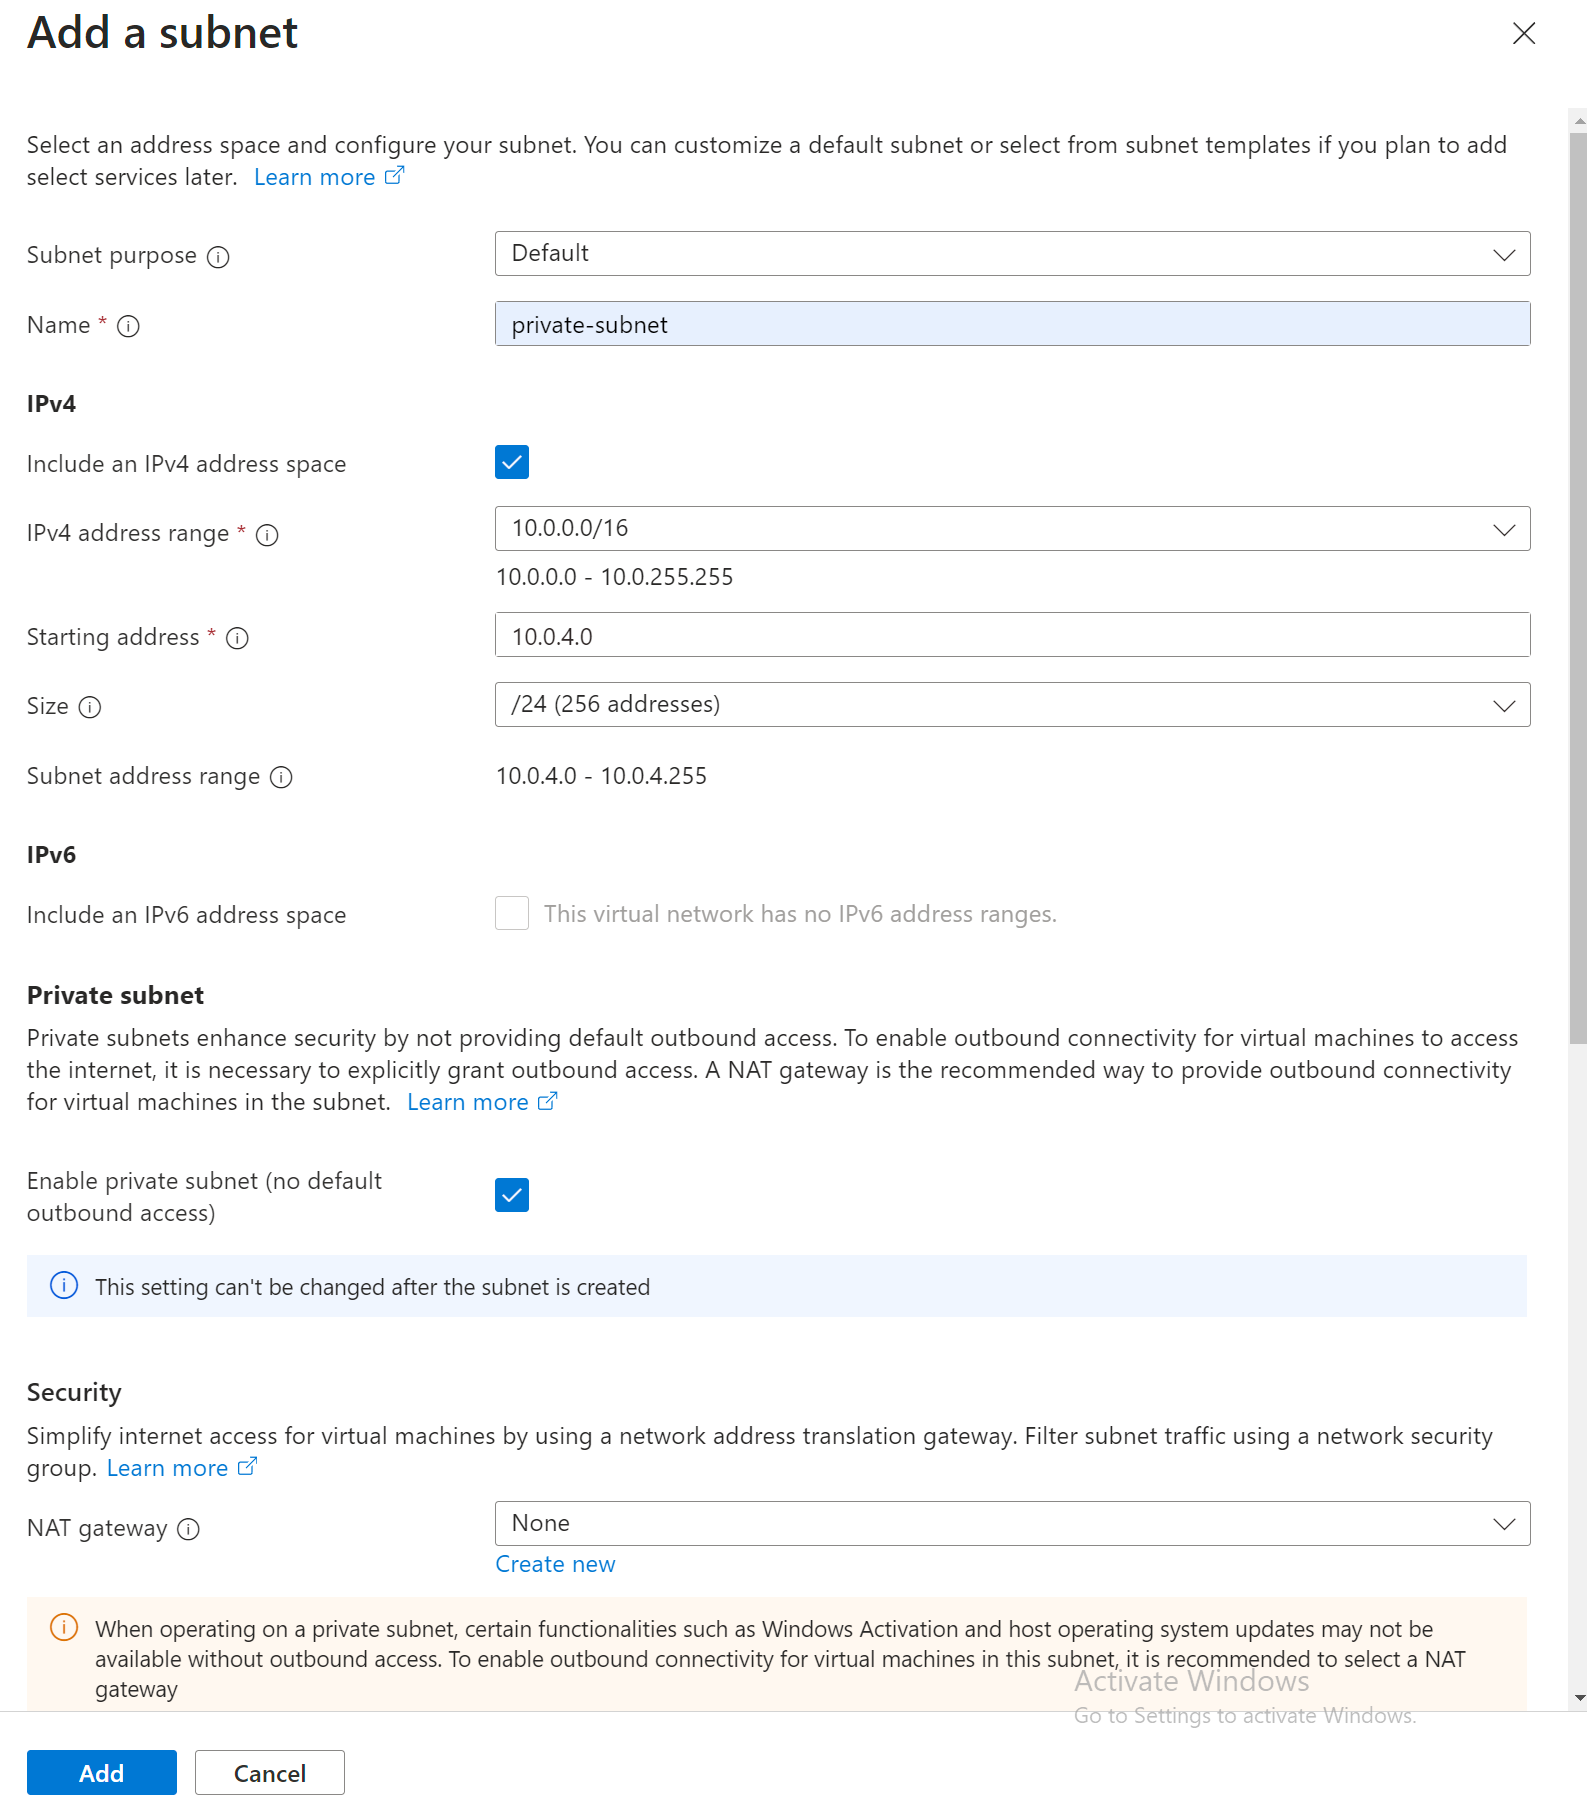 Add a subnet
Select an address space and configure your subnet. You can customize a default subnet or select from subnet templates if you plan to add
select services later. Learn more
Subnet purpose
Default
Name *
private-subnet
IPv4
Include an IPv4 address space
IPv4 address range *
10.0.0.0/16
10.0.0.0 - 10.0.255.255
Starting address *
10.0.4.0
Size
/24 (256 addresses)
Subnet address range
10.0.4.0 - 10.0.4.255
IPv6
Include an IPv6 address space
This virtual network has no IPv6 address ranges.
Private subnet
Private subnets enhance security by not providing default outbound access. To enable outbound connectivity for virtual machines to access
the internet, it is necessary to explicitly grant outbound access. A NAT gateway is the recommended way to provide outbound connectivity
for virtual machines in the subnet. Learn more
Enable private subnet (no default
outbound access)
This setting can't be changed after the subnet is created
Security
Simplify internet access for virtual machines by using a network address translation gateway. Filter subnet traffic using a network security
group. Learn more
NAT gateway
None
Create new
When operating on a private subnet, certain functionalities such as Windows Activation and host operating system updates may not be
available without outbound access. To enable outbound connectivity for virtual machines in this subnet, it is recommended to select a NAT
gateway
Activate Windows
Go to Settings to activate Windows.
Add
Cancel